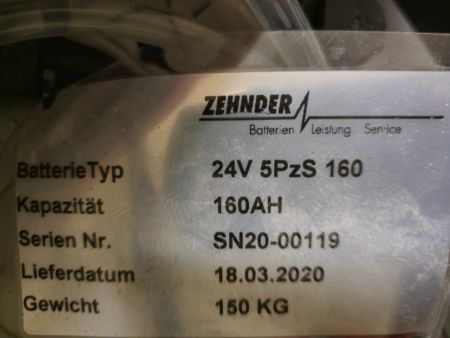 ZEHNDER
Batterien Leistung Service
BatterieTyp 24V 5PzS 160
Kapazität 160AH
Serien Nr. SN20-00119
Lieferdatum 18.03.2020
Gewicht 150 KG